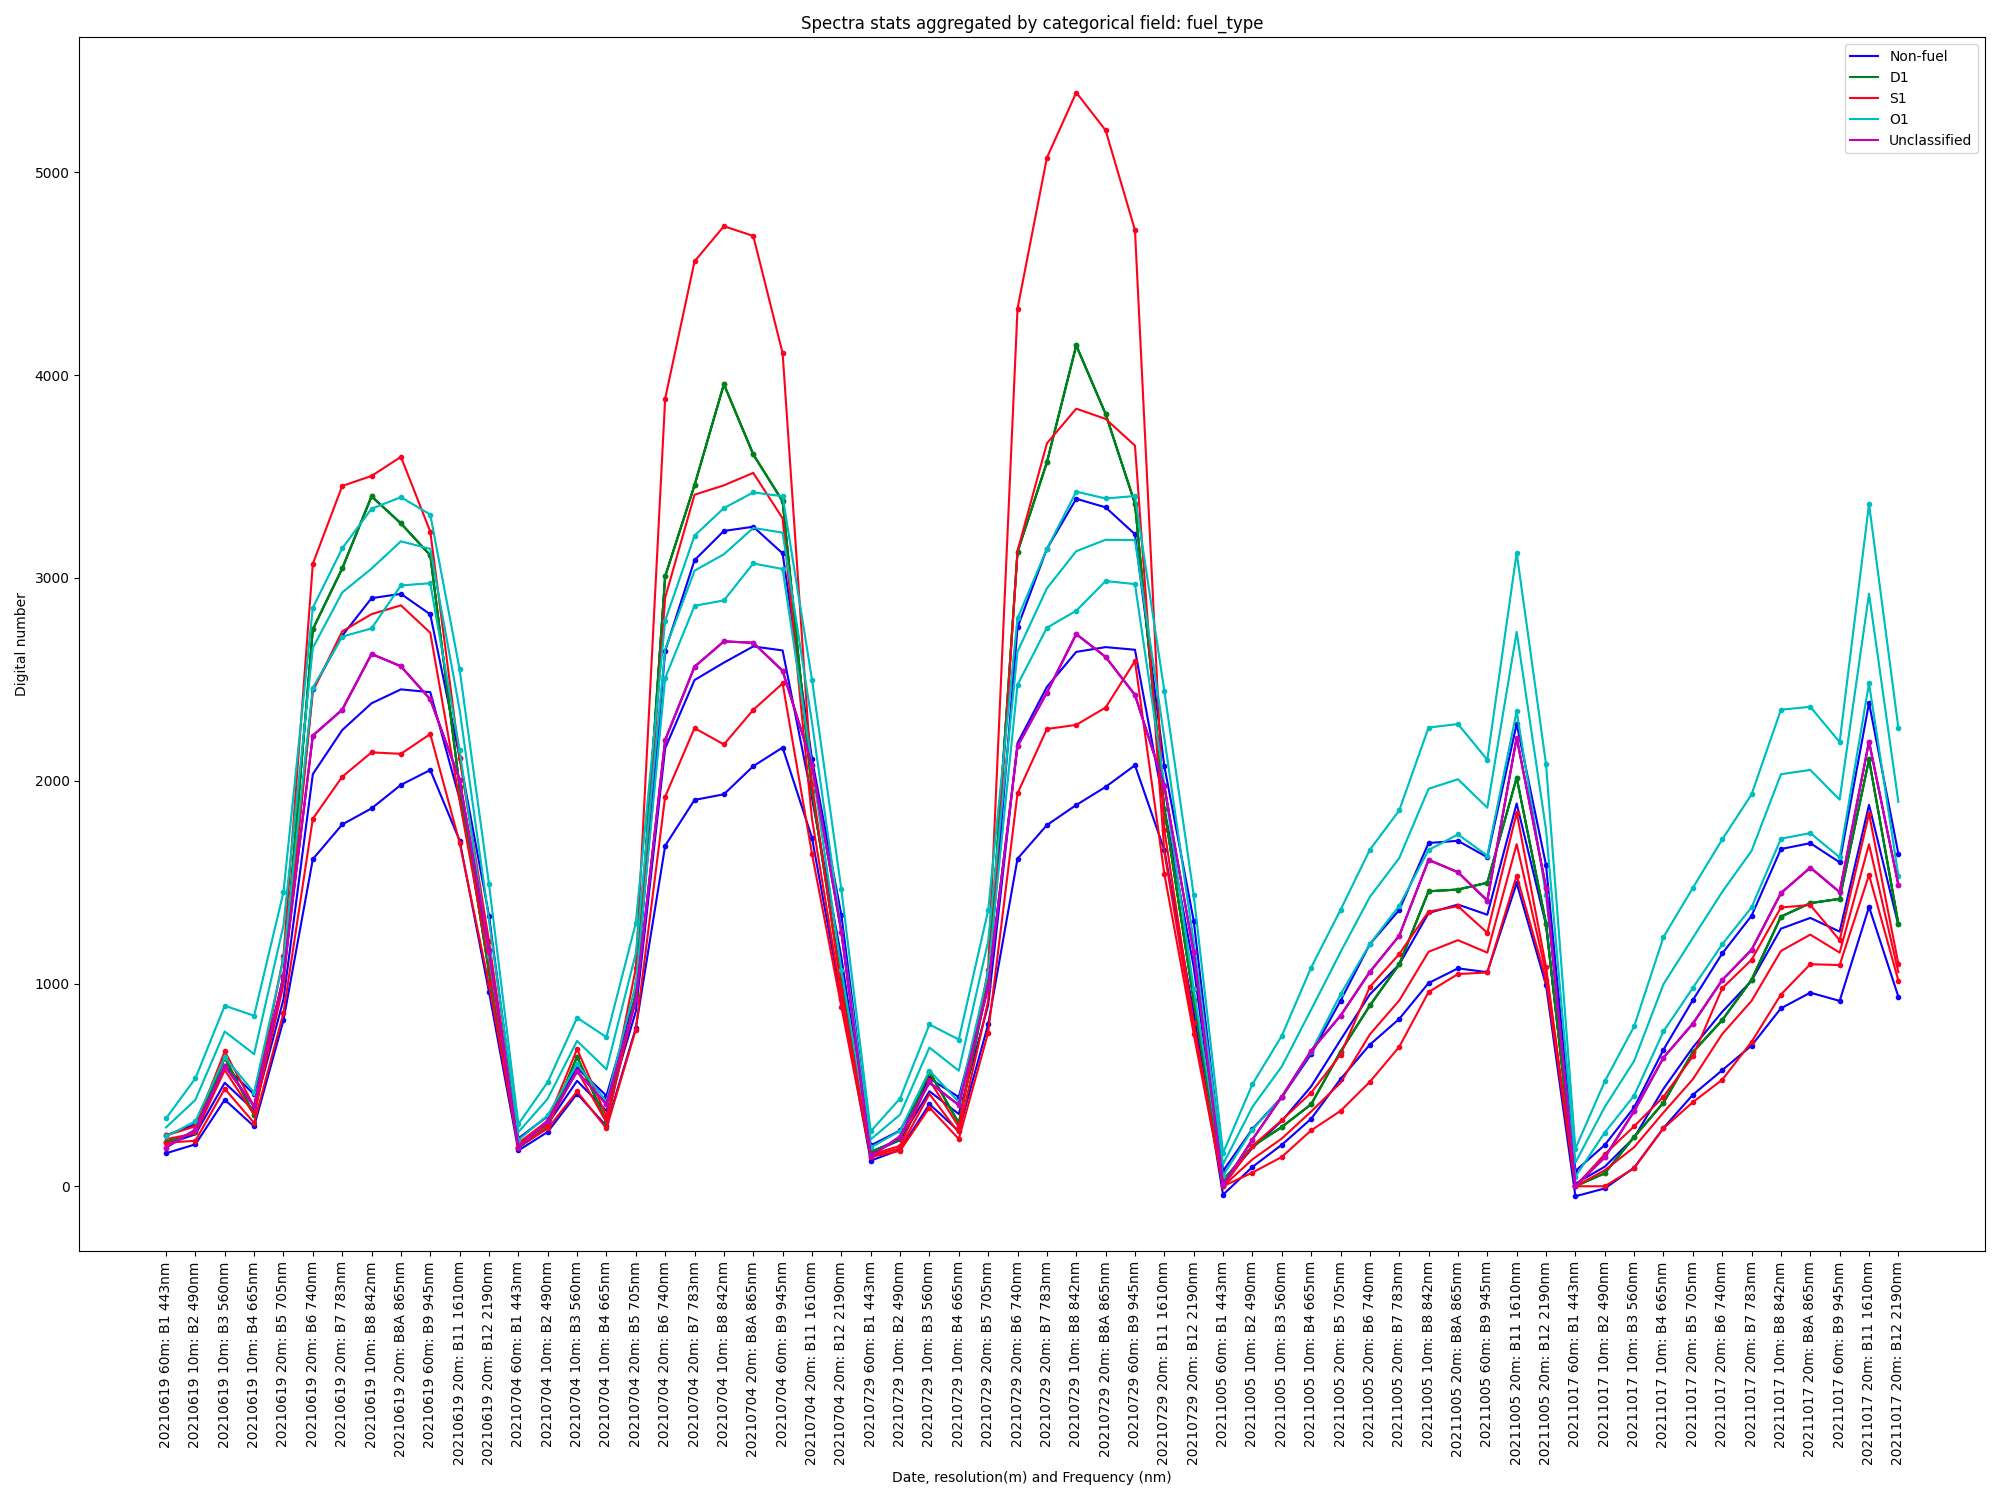 Spectra stats aggregated by categorical field: fuel_type
Non-fuel
D1
S1
O1
Unclassified
Digital number
5000
4000
3000
2000
1000
0
20210619 60m: B1 443nm
20210619 10m: B2 490nm
20210619 10m: B3 560nm
20210619 10m: B4 665nm
20210619 20m: B5 705nm
20210619 20m: B6 740nm
20210619 20m: B7 783nm
20210619 10m: B8 842nm
20210619 20m: B8A 865nm
20210619 60m: B9 945nm
20210619 20m: B11 1610nm
20210619 20m: B12 2190nm
20210704 60m: B1 443nm
20210704 10m: B2 490nm
20210704 10m: B3 560nm
20210704 10m: B4 665nm
20210704 20m: B5 705nm
20210704 20m: B6 740nm
20210704 20m: B7 783nm
20210704 10m: B8 842nm
20210704 20m: B8A 865nm
20210704 60m: B9 945nm
20210704 20m: B11 1610nm
20210704 20m: B12 2190nm
20210729 60m: B1 443nm
20210729 10m: B2 490nm
20210729 10m: B3 560nm
20210729 10m: B4 665nm
20210729 20m: B5 705nm
20210729 20m: B6 740nm
20210729 20m: B7 783nm
20210729 10m: B8 842nm
20210729 20m: B8A 865nm
20210729 60m: B9 945nm
20210729 20m: B11 1610nm
20210729 20m: B12 2190nm
20211005 60m: B1 443nm
20211005 10m: B2 490nm
20211005 10m: B3 560nm
20211005 10m: B4 665nm
20211005 20m: B5 705nm
20211005 20m: B6 740nm
20211005 20m: B7 783nm
20211005 10m: B8 842nm
20211005 20m: B8A 865nm
20211005 60m: B9 945nm
20211005 20m: B11 1610nm
20211005 20m: B12 2190nm
20211017 60m: B1 443nm
20211017 10m: B2 490nm
20211017 10m: B3 560nm
20211017 10m: B4 665nm
20211017 20m: B5 705nm
20211017 20m: B6 740nm
20211017 20m: B7 783nm
20211017 10m: B8 842nm
20211017 20m: B8A 865nm
20211017 60m: B9 945nm
20211017 20m: B11 1610nm
20211017 20m: B12 2190nm
Date, resolution(m) and Frequency (nm)